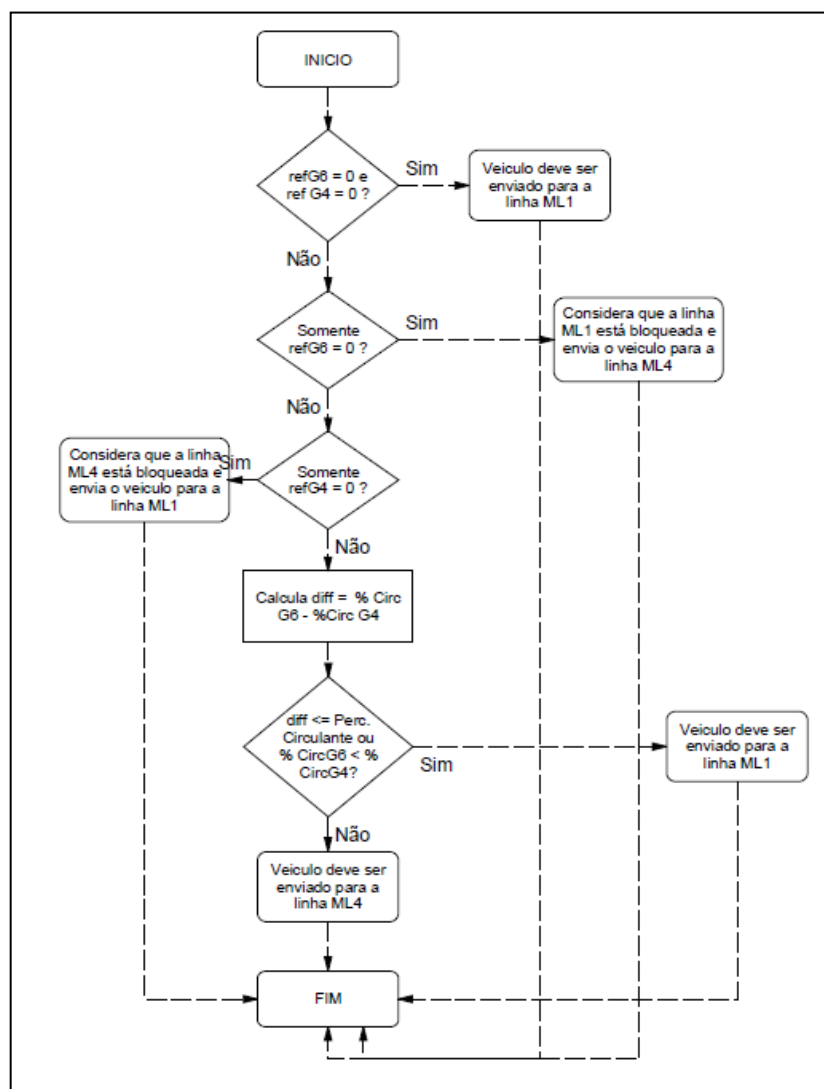 INICIO
refG6 = 0 e
ref G4 = 0 ?
Sim
Veiculo deve ser
enviado para a
linha ML1
Não
Somente
refG6 = 0 ?
Sim
Considera que a linha
ML1 está bloqueada e
envia o veiculo para a
linha ML4
Não
Somente
refG4 = 0 ?
Sim
Considera que a linha
ML4 está bloqueada e
envia o veiculo para a
linha ML1
Não
Calcula diff = % Circ
G6 - %Circ G4
diff <= Perc.
Circulante ou
% CircG6 < %
CircG4?
Sim
Veiculo deve ser
enviado para a
linha ML1
Não
Veiculo deve ser
enviado para a
linha ML4
FIM